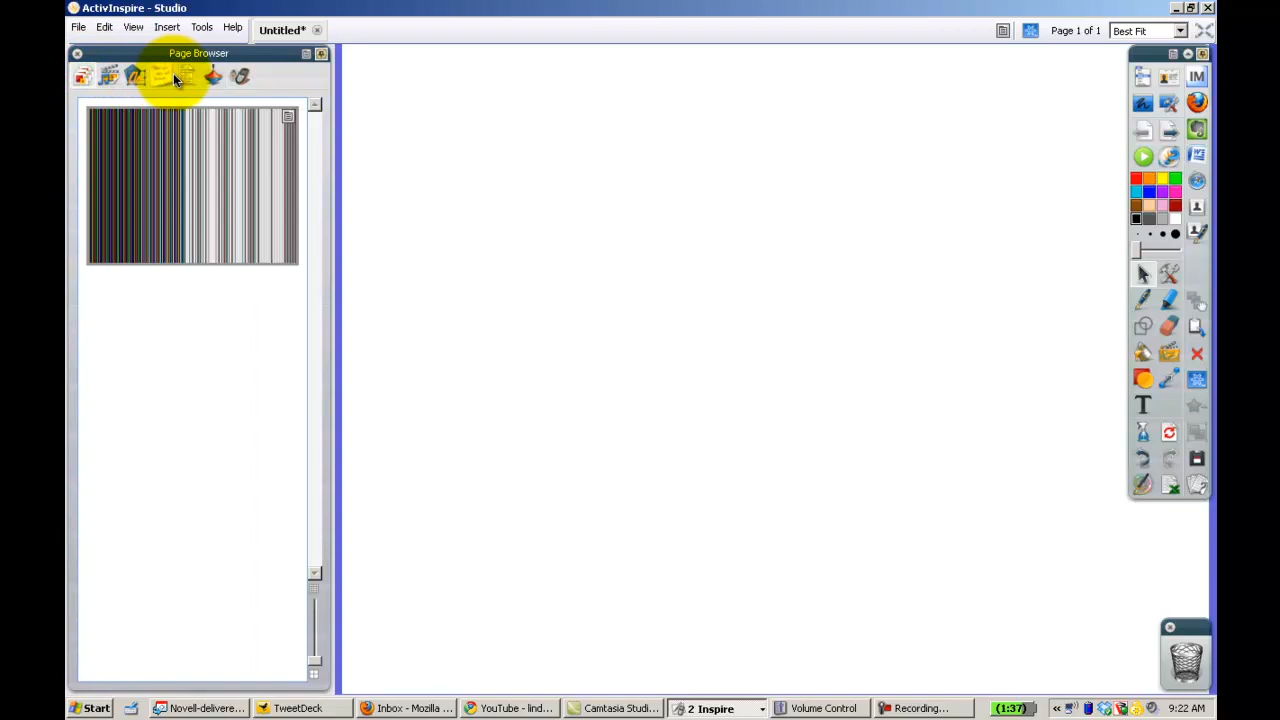 ActivInspire - Studio
File Edit View Insert Tools Help
Untitled*
Page 1 of 1
Best Fit
Page Browser
IM
T
Start
Novell-delivere...
TweetDeck
Inbox - Mozilla ...
YouTube - lind...
Camtasia Studi...
2 Inspire
Volume Control
Recording...
(1:37)
«
9:22 AM